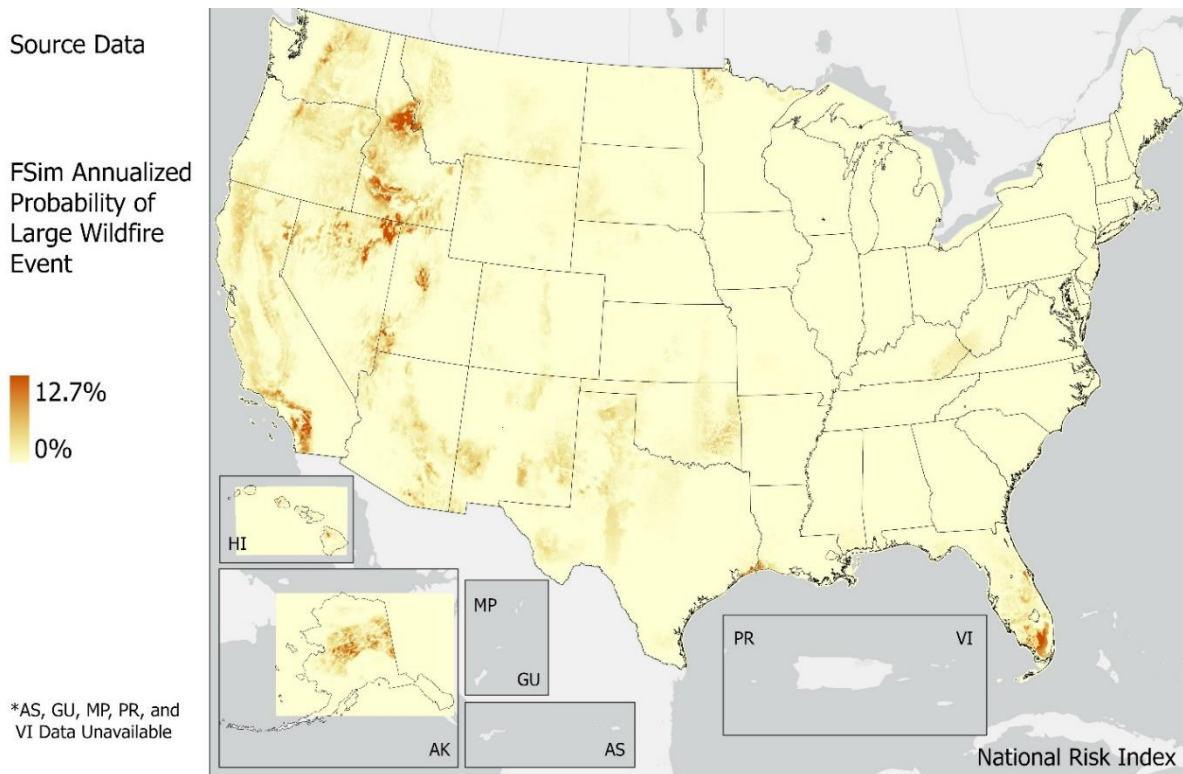 Source Data
FSim Annualized
Probability of
Large Wildfire
Event
12.7%
0%
HI
AK
MP
GU
AS
PR
VI
*AS, GU, MP, PR, and
VI Data Unavailable
National Risk Index